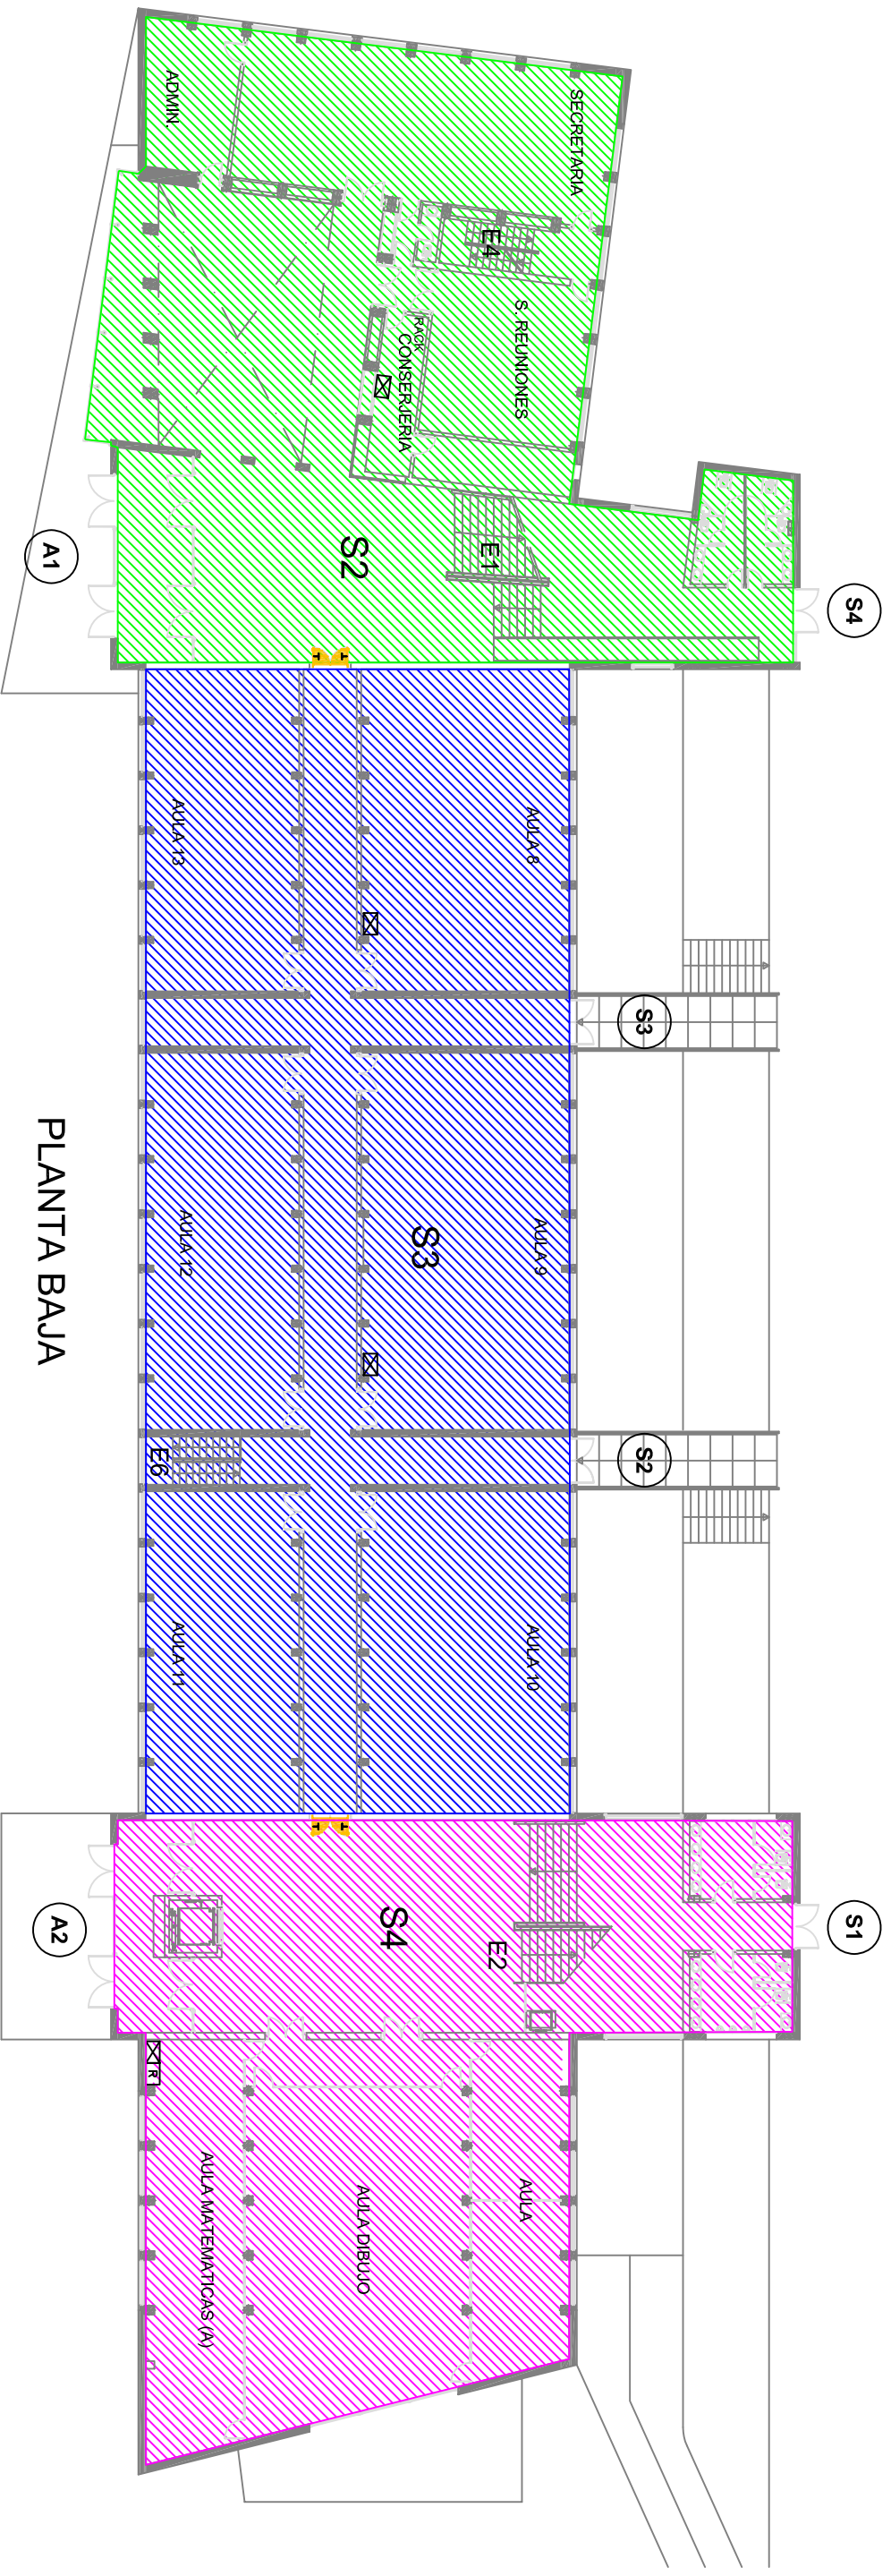 ADMIN.
SECRETARIA
E4
S. REUNIONES
RACK
CONSERJERIA
S2
E1
A1
S4
T T
AULA 13
AULA 8
S3
AULA 12
S3
AULA 9
PLANTA BAJA
E6
S2
AULA 11
AULA 10
T T
S4
E2
A2
S1
R
AULA MATEMATICAS (A)
AULA DIBUJO
AULA